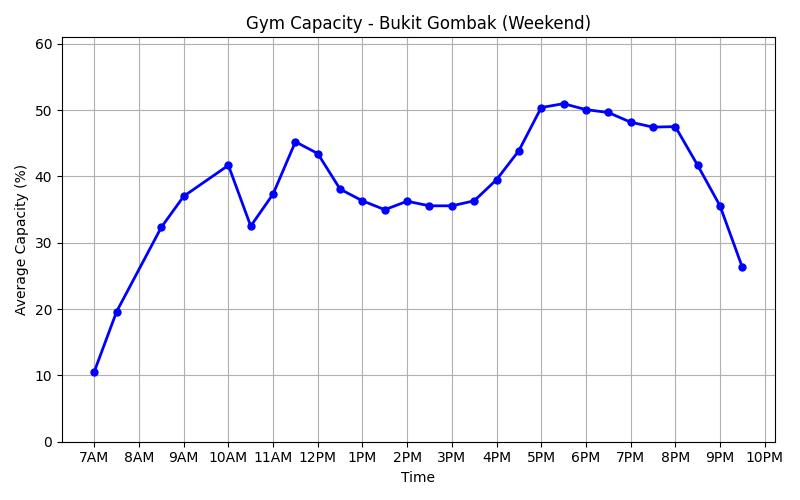 Gym Capacity - Bukit Gombak (Weekend)
60
50
40
30
20
10
0
Average Capacity (%)
7AM 8AM 9AM 10AM 11AM 12PM 1PM 2PM 3PM 4PM 5PM 6PM 7PM 8PM 9PM 10PM
Time